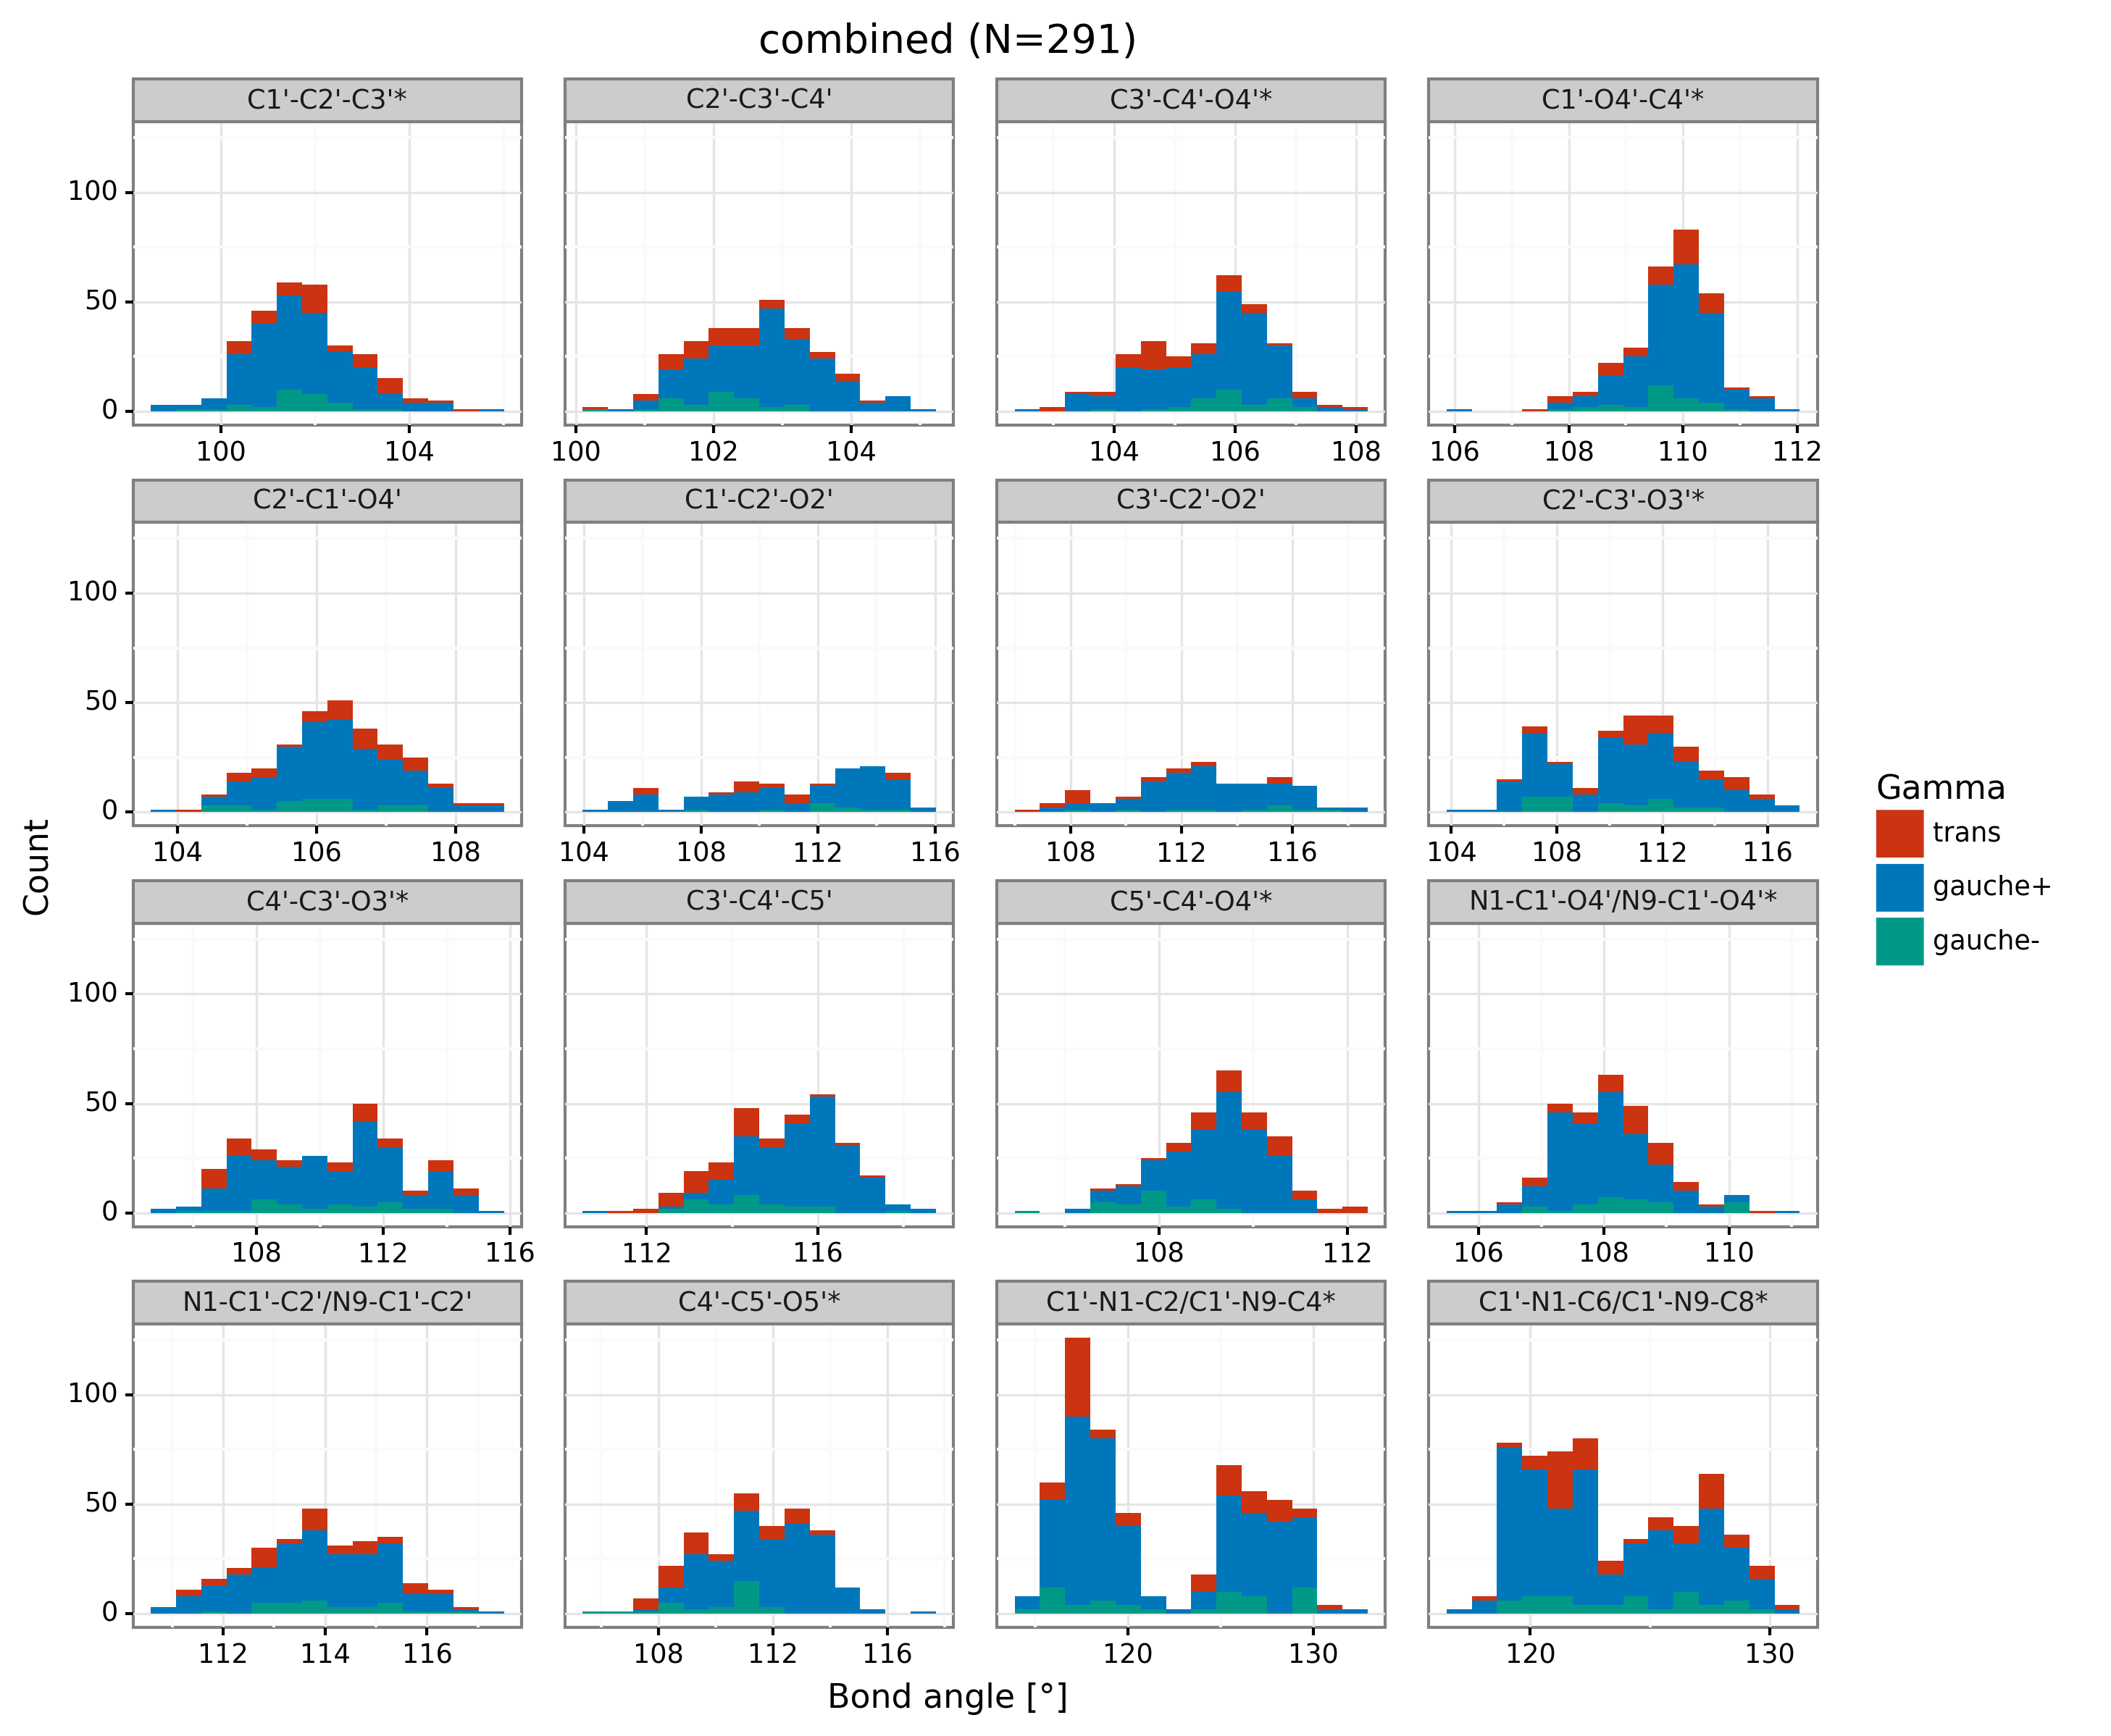 combined (N=291)
C1'-C2'-C3'* C2'-C3'-C4' C3'-C4'-O4'* C1'-O4'-C4'*
100
50
0
100 104 100 102 104 104 106 108 106 108 110 112
C2'-C1'-O4' C1'-C2'-O2' C3'-C2'-O2' C2'-C3'-O3'*
100
50
0
104 106 108 104 108 112 116 108 112 116 104 108 112 116
Count
Gamma
trans
gauche+
gauche-
C4'-C3'-O3'* C3'-C4'-C5' C5'-C4'-O4'* N1-C1'-O4'/N9-C1'-O4'*
100
50
0
108 112 116 112 116 108 112 106 108 110
N1-C1'-C2'/N9-C1'-C2' C4'-C5'-O5'* C1'-N1-C2/C1'-N9-C4* C1'-N1-C6/C1'-N9-C8*
100
50
0
112 114 116 108 112 116 120 130 120 130
Bond angle [°]